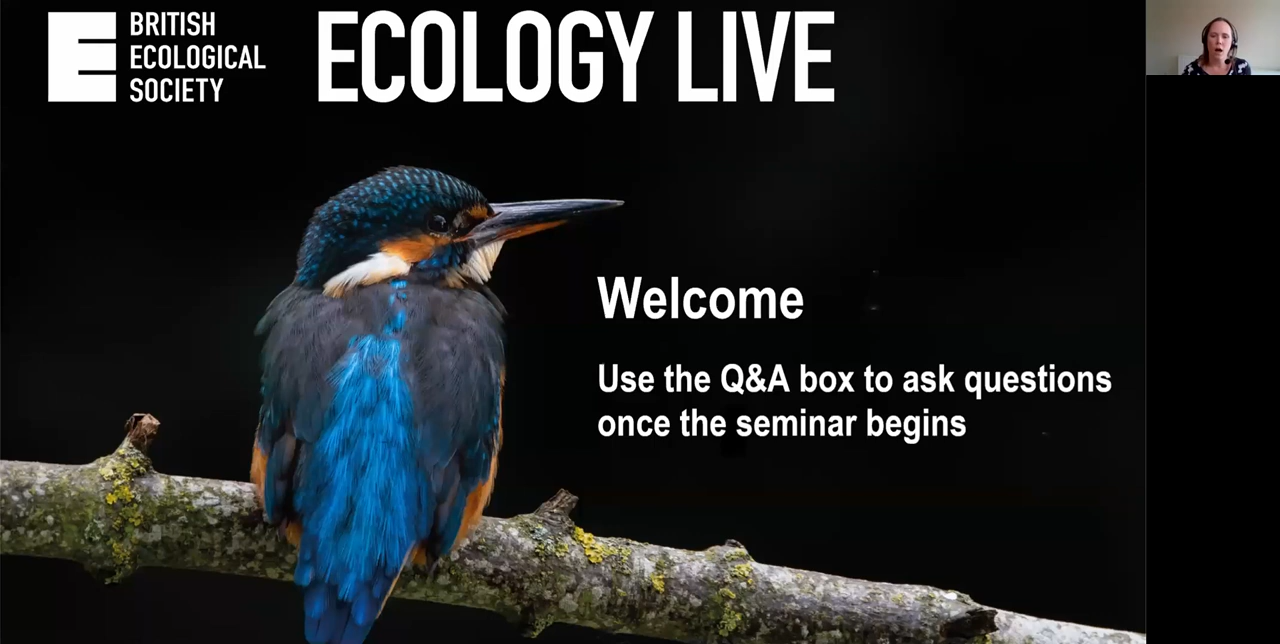 BRITISH
ECOLOGICAL
SOCIETY
ECOLOGY LIVE
Welcome
Use the Q&A box to ask questions
once the seminar begins